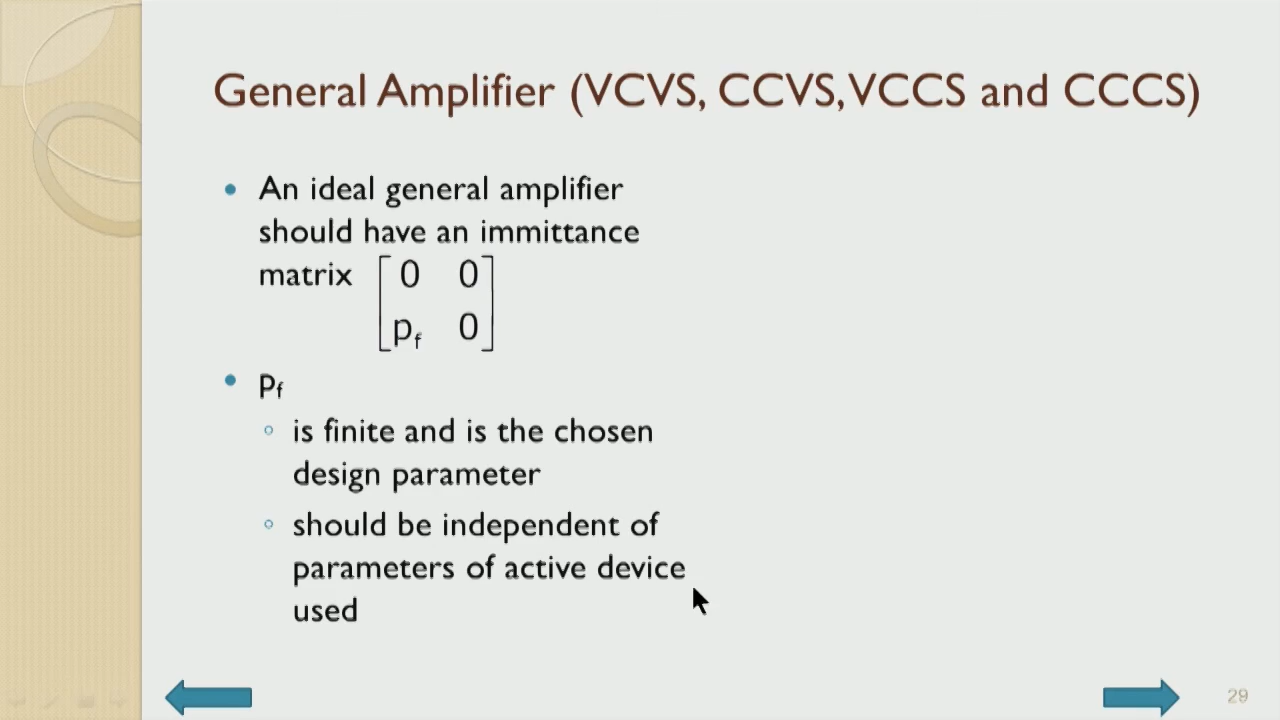 General Amplifier (VCVS, CCVS, VCCS and CCCS)
• An ideal general amplifier
should have an immittance
matrix [0 0
p_f 0]
• p_f
◦ is finite and is the chosen
design parameter
◦ should be independent of
parameters of active device
used
29